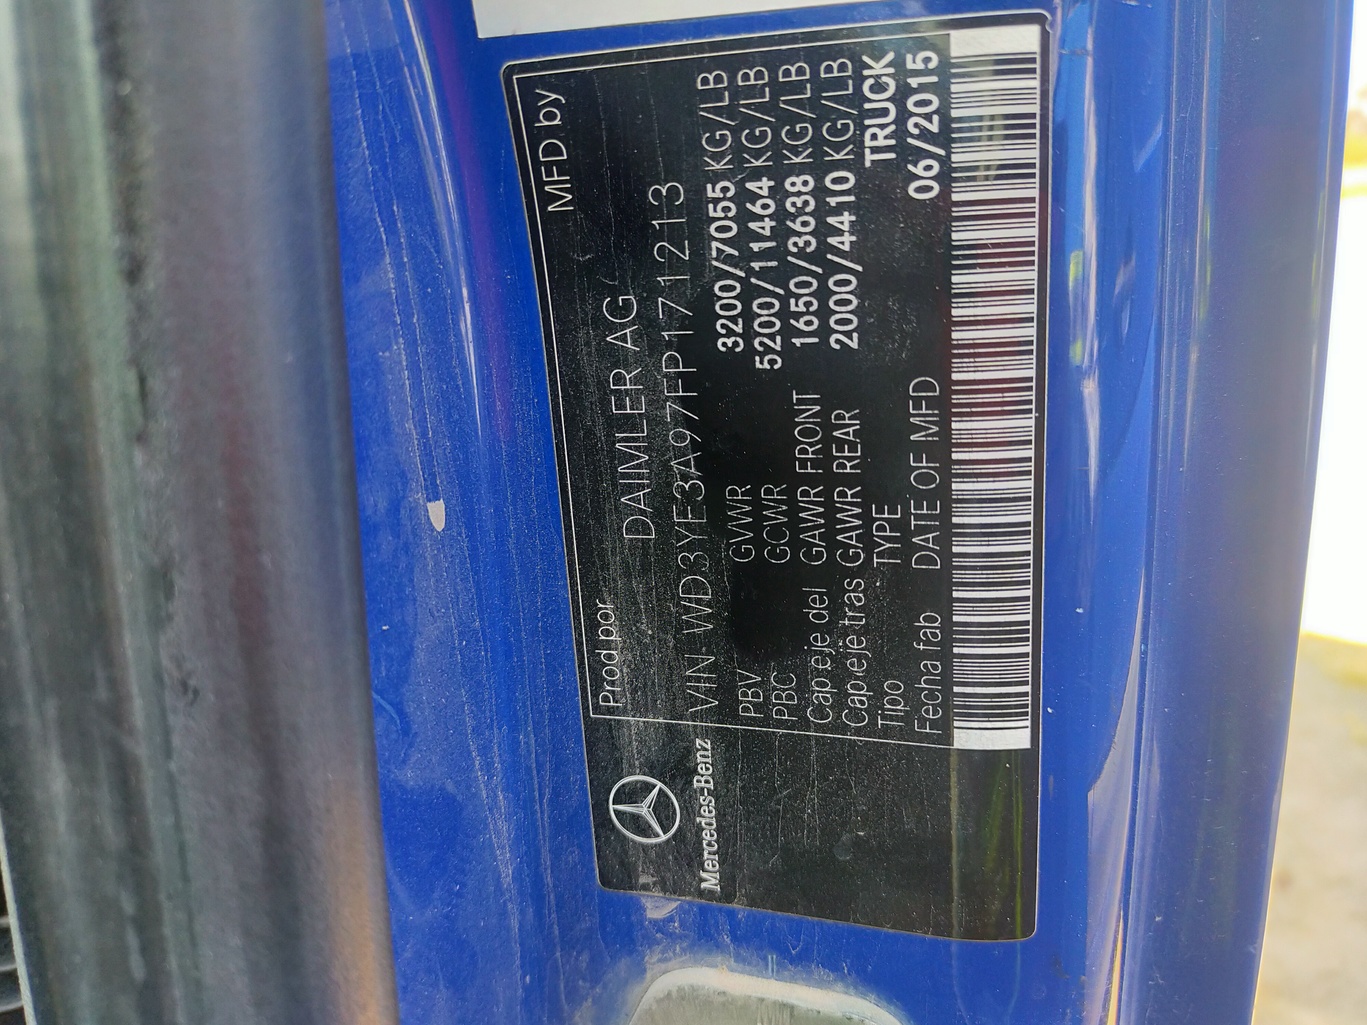 Prod por MFD by
DAIMLER AG
VIN WD3YE3A97FP171213
PBV GVWR 3200/7055 KG/LB
PBC GCWR 5200/11464 KG/LB
Cap eje del GAWR FRONT 1650/3638 KG/LB
Cap eje tras GAWR REAR 2000/4410 KG/LB
Tipo TYPE TRUCK
Fecha fab DATE OF MFD 06/2015
Mercedes-Benz